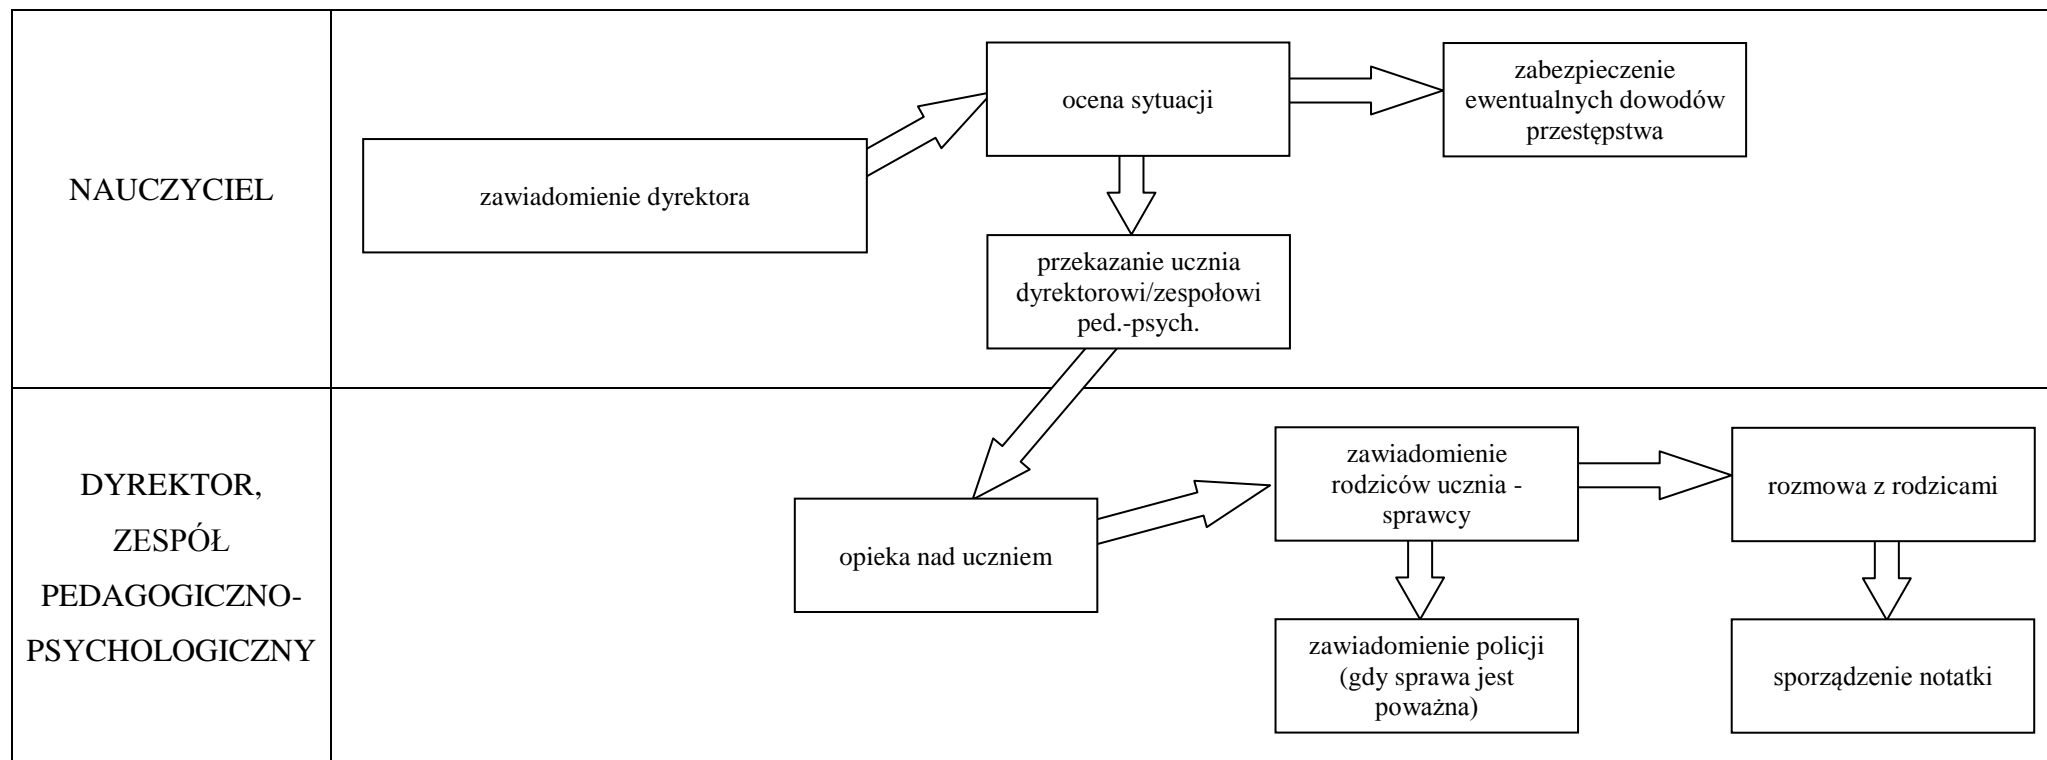 NAUCZYCIEL
zawiadomienie dyrektora
ocena sytuacji
zabezpieczenie
ewentualnych dowodów
przestępstwa
przekazanie ucznia
dyrektorowi/zespołowi
ped.-psych.
DYREKTOR,
ZESPÓŁ
PEDAGOGICZNO-
PSYCHOLOGICZNY
opieka nad uczniem
zawiadomienie
rodziców ucznia -
sprawcy
rozmowa z rodzicami
zawiadomienie policji
(gdy sprawa jest
poważna)
sporządzenie notatki